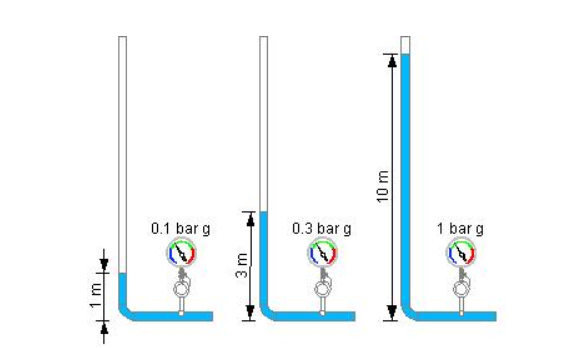 0.1 bar g
0.3 bar g
1 bar g
1 m
3 m
10 m